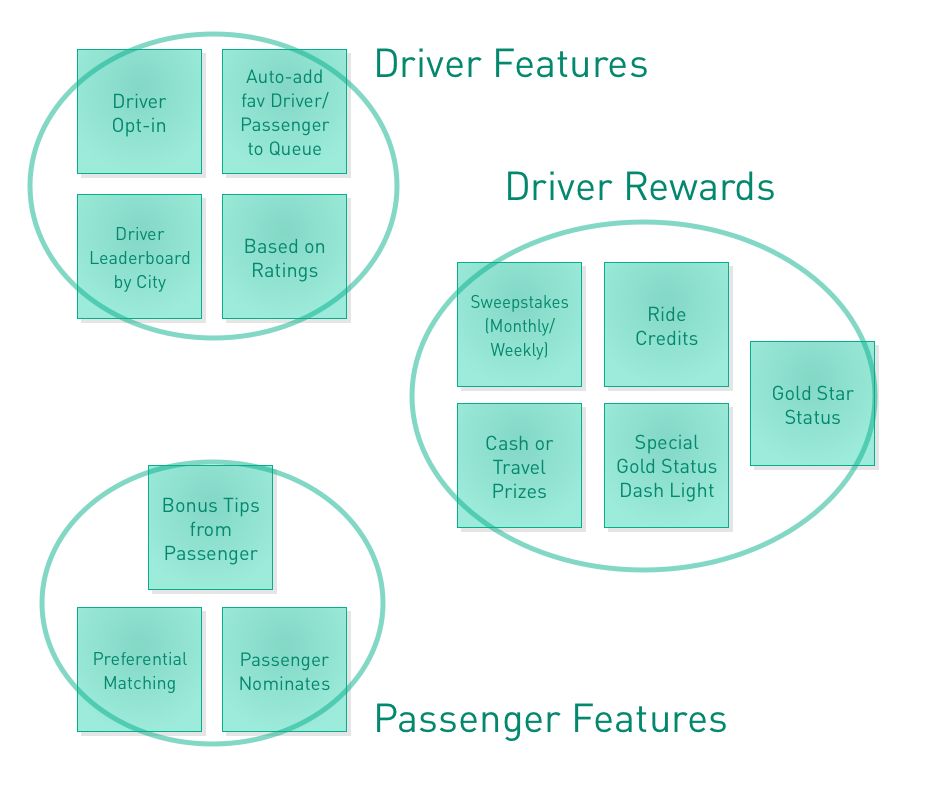 Driver Features
Driver
Opt-in
Auto-add
fav Driver/
Passenger
to Queue
Driver
Leaderboard
by City
Based on
Ratings
Driver Rewards
Sweepstakes
(Monthly/
Weekly)
Ride
Credits
Gold Star
Status
Cash or
Travel
Prizes
Special
Gold Status
Dash Light
Bonus Tips
from
Passenger
Preferential
Matching
Passenger
Nominates
Passenger Features